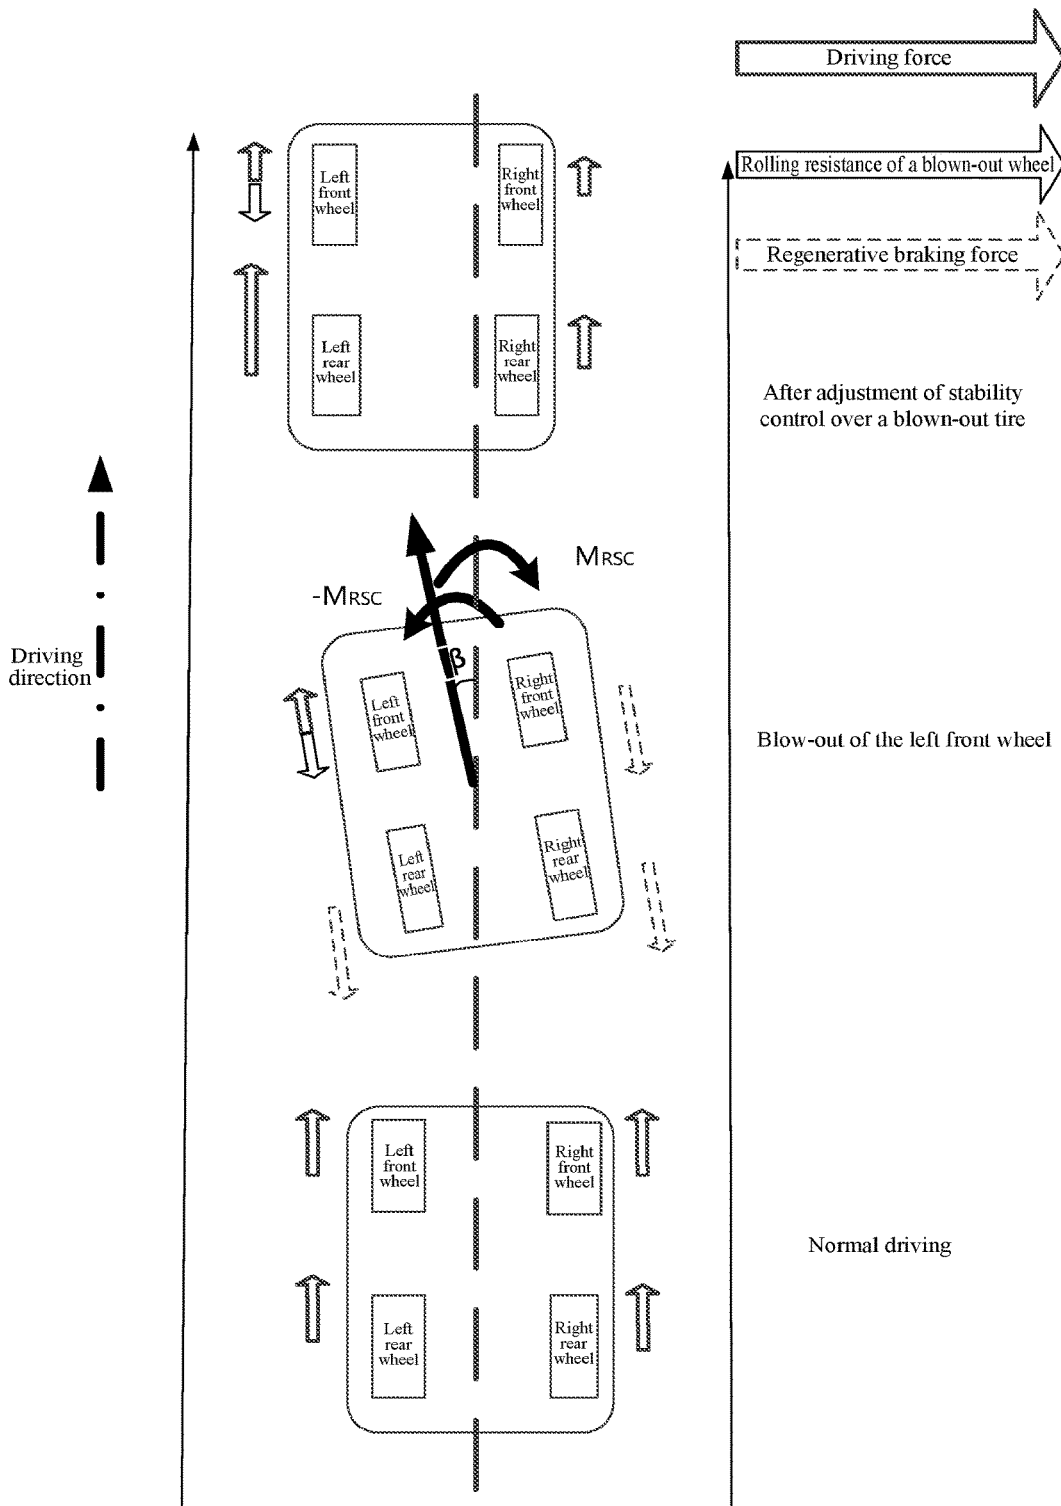 Driving force
Rolling resistance of a blown-out wheel
Regenerative braking force
Left
front
wheel
Right
front
wheel
Left
rear
wheel
Right
rear
wheel
After adjustment of stability
control over a blown-out tire
MRSC
-MRSC
β
Driving
direction
Left
front
wheel
Right
front
wheel
Left
rear
wheel
Right
rear
wheel
Blow-out of the left front wheel
Left
front
wheel
Right
front
wheel
Left
rear
wheel
Right
rear
wheel
Normal driving